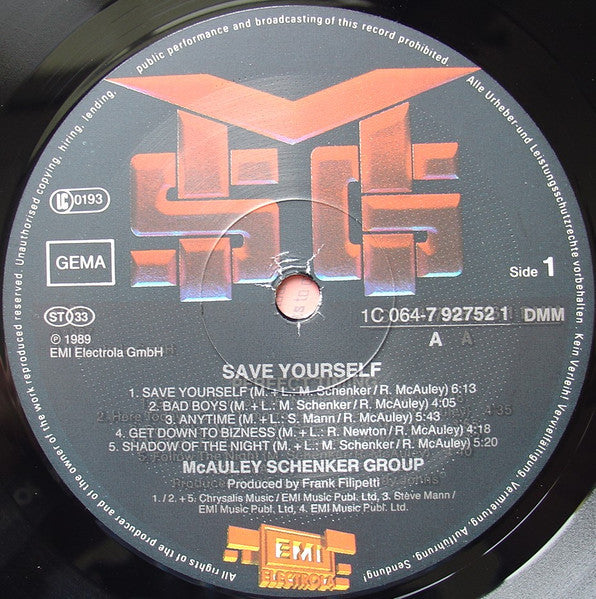 All rights of the producer and of the owner of the work reproduced reserved. Unauthorised copying, hiring, lending, public performance and broadcasting of this record prohibited.
Alle Urheber- und Leistungsschutzrechte vorbehalten. Kein Verleih! Vervielfältigung, Vermietung, Aufführung, Sendung!
MSG
LC 0193
GEMA
Side 1
ST 33
1C 064-7 92752 1 DMM
A A
℗ 1989
EMI Electrola GmbH
SAVE YOURSELF
1. SAVE YOURSELF (M. + L.: M. Schenker / R. McAuley) 6:13
2. BAD BOYS (M. + L.: M. Schenker / R. McAuley) 4:05
3. ANYTIME (M. + L.: S. Mann / R. McAuley) 5:43
4. GET DOWN TO BIZNESS (M. + L.: R. Newton / R. McAuley) 4:18
5. SHADOW OF THE NIGHT (M. + L.: M. Schenker / R. McAuley) 5:20
McAULEY SCHENKER GROUP
Produced by Frank Filipetti
1. / 2. + 5. Chrysalis Music / EMI Music Publ. Ltd, 3. Steve Mann /
EMI Music Publ. Ltd, 4. EMI Music Publ. Ltd.
EMI
ELECTROLA